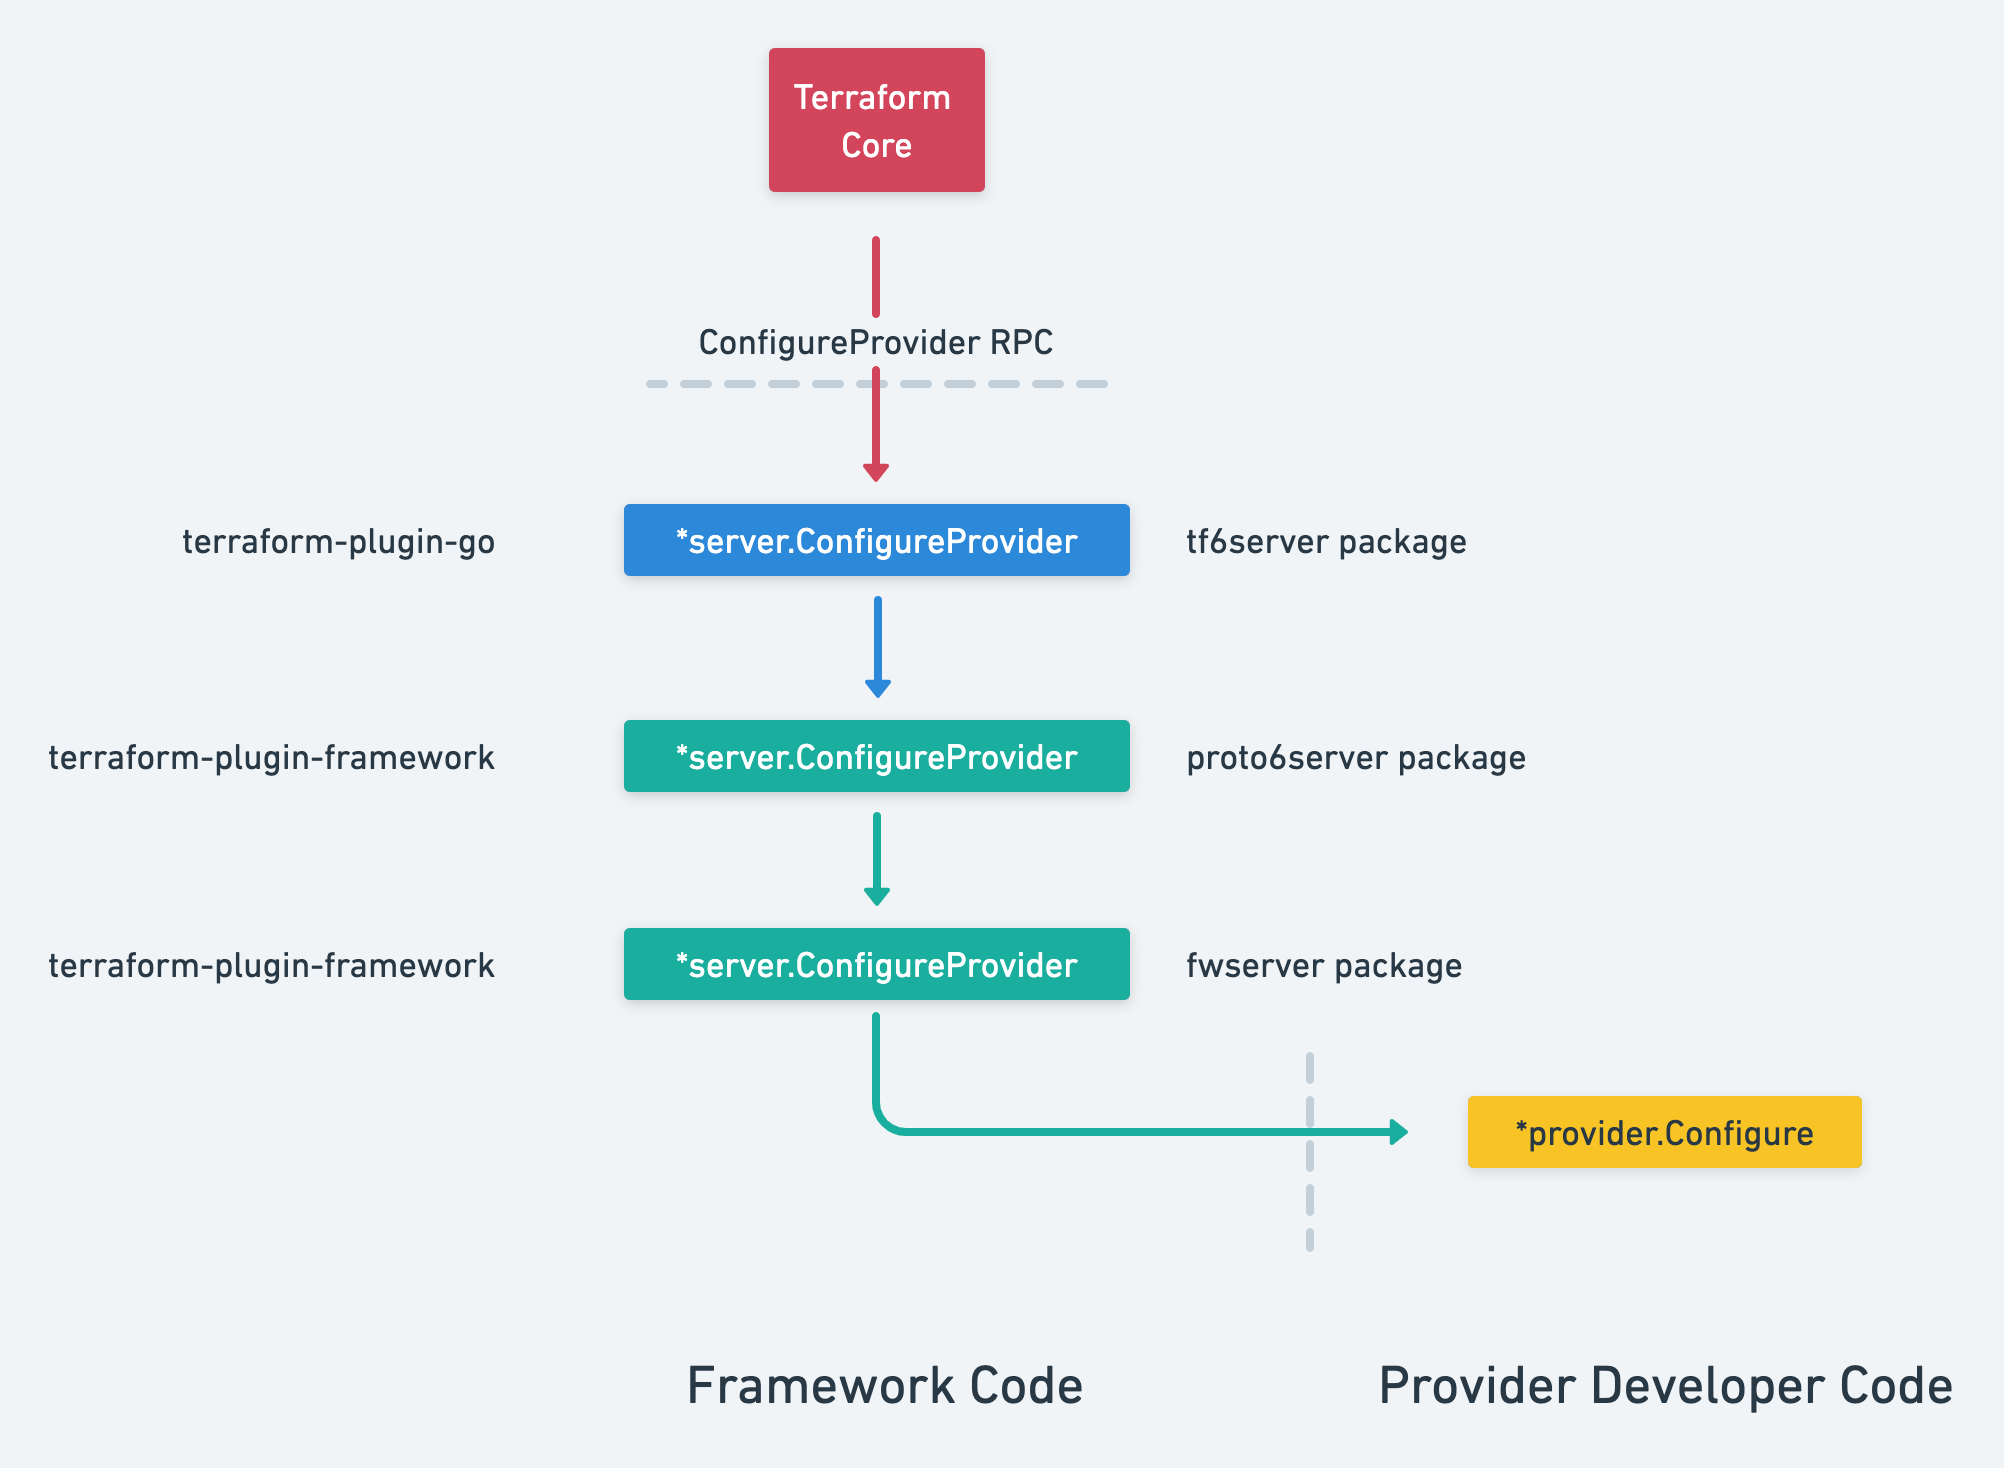 Terraform
Core
ConfigureProvider RPC
terraform-plugin-go
*server.ConfigureProvider
tf6server package
terraform-plugin-framework
*server.ConfigureProvider
proto6server package
terraform-plugin-framework
*server.ConfigureProvider
fwserver package
*provider.Configure
Framework Code
Provider Developer Code